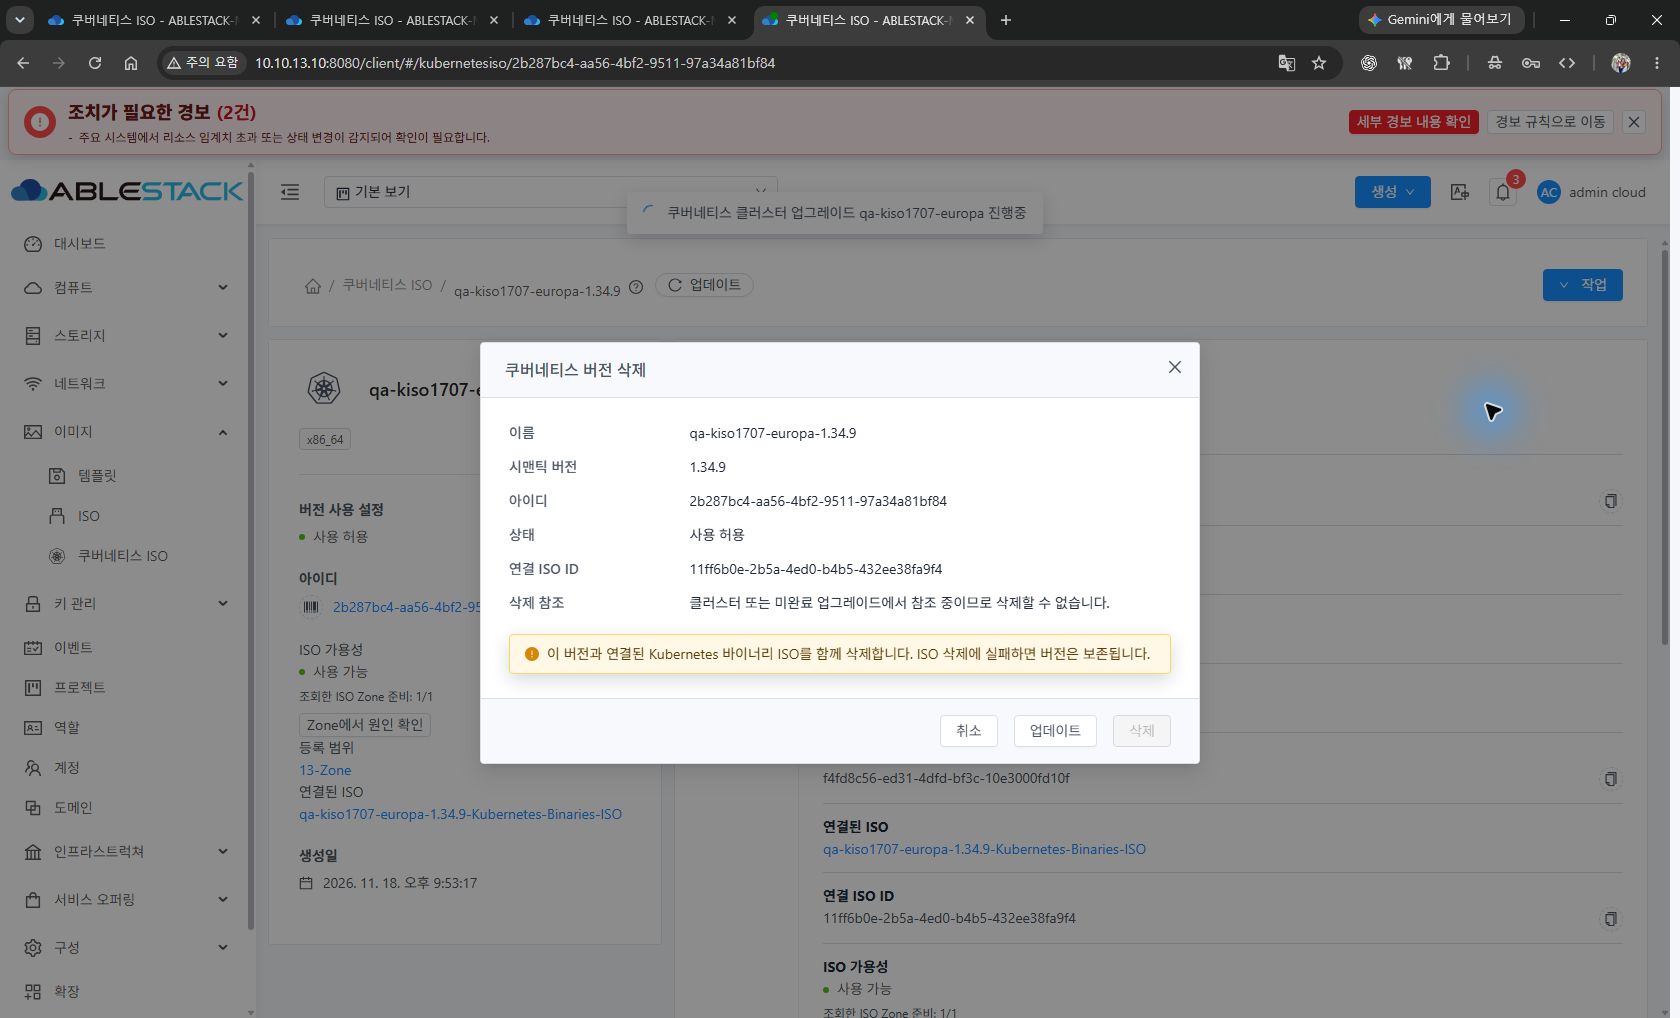 쿠버네티스 ISO - ABLESTACK-
쿠버네티스 ISO - ABLESTACK-
쿠버네티스 ISO - ABLESTACK-
쿠버네티스 ISO - ABLESTACK-
Gemini에게 물어보기
주의 요함
10.10.13.10:8080/client/#/kubernetesiso/2b287bc4-aa56-4bf2-9511-97a34a81bf84
조치가 필요한 경보 (2건)
- 주요 시스템에서 리소스 임계치 초과 또는 상태 변경이 감지되어 확인이 필요합니다.
세부 경보 내용 확인
경보 규칙으로 이동
ABLESTACK
기본 보기
쿠버네티스 클러스터 업그레이드 qa-kiso1707-europa 진행중
생성
3
AC
admin cloud
대시보드
컴퓨트
스토리지
네트워크
이미지
템플릿
ISO
쿠버네티스 ISO
키 관리
이벤트
프로젝트
역할
계정
도메인
인프라스트럭쳐
서비스 오퍼링
구성
확장
/ 쿠버네티스 ISO / qa-kiso1707-europa-1.34.9
업데이트
작업
qa-kiso1707-e
x86_64
버전 사용 설정
사용 허용
아이디
2b287bc4-aa56-4bf2-95
ISO 가용성
사용 가능
조회한 ISO Zone 준비: 1/1
Zone에서 원인 확인
등록 범위
13-Zone
연결된 ISO
qa-kiso1707-europa-1.34.9-Kubernetes-Binaries-ISO
생성일
2026. 11. 18. 오후 9:53:17
쿠버네티스 버전 삭제
이름 qa-kiso1707-europa-1.34.9
시맨틱 버전 1.34.9
아이디 2b287bc4-aa56-4bf2-9511-97a34a81bf84
상태 사용 허용
연결 ISO ID 11ff6b0e-2b5a-4ed0-b4b5-432ee38fa9f4
삭제 참조 클러스터 또는 미완료 업그레이드에서 참조 중이므로 삭제할 수 없습니다.
이 버전과 연결된 Kubernetes 바이너리 ISO를 함께 삭제합니다. ISO 삭제에 실패하면 버전은 보존됩니다.
취소
업데이트
삭제
f4fd8c56-ed31-4dfd-bf3c-10e3000fd10f
연결된 ISO
qa-kiso1707-europa-1.34.9-Kubernetes-Binaries-ISO
연결 ISO ID
11ff6b0e-2b5a-4ed0-b4b5-432ee38fa9f4
ISO 가용성
사용 가능
조회한 ISO Zone 준비: 1/1